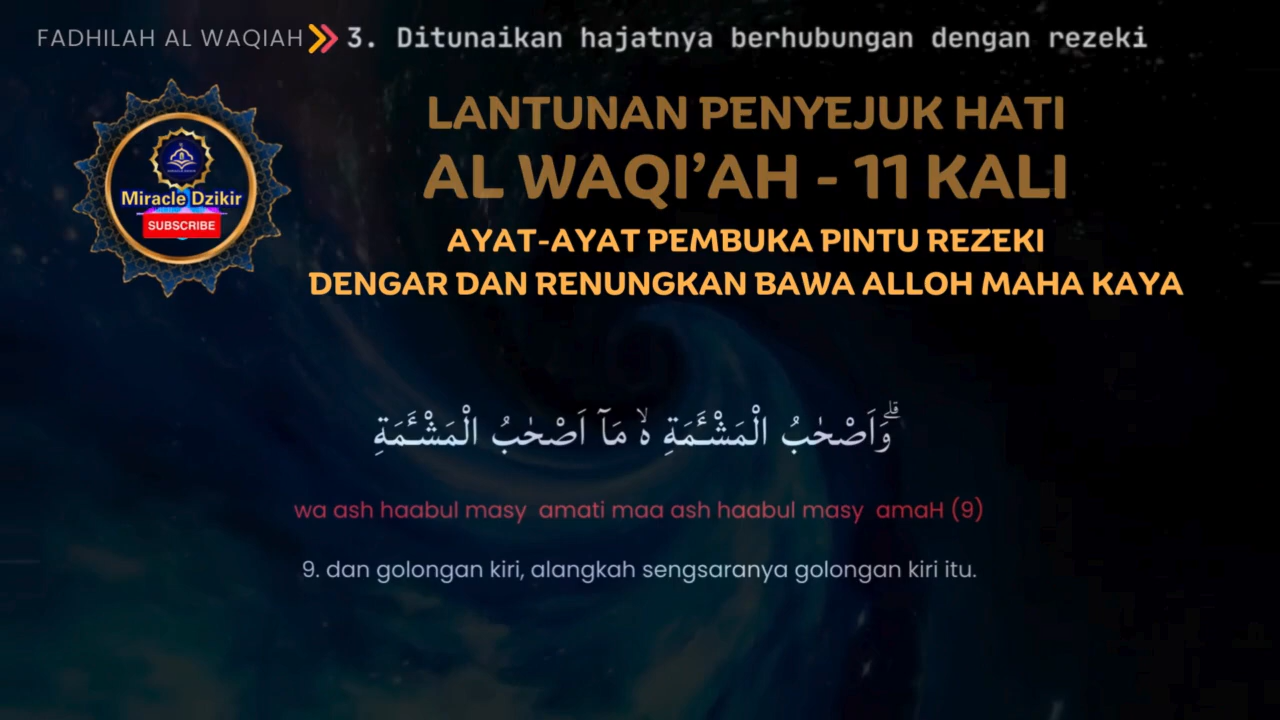 FADHILAH AL WAQIAH 3. Ditunaikan hajatnya berhubungan dengan rezeki
LANTUNAN PENYEJUK HATI
AL WAQI'AH - 11 KALI
AYAT-AYAT PEMBUKA PINTU REZEKI
DENGAR DAN RENUNGKAN BAWA ALLOH MAHA KAYA
Miracle Dzikir
SUBSCRIBE
وَاَصْحٰبُ الْمَشْـَٔمَةِ ەۙ مَآ اَصْحٰبُ الْمَشْـَٔمَةِۗ
wa ash haabul masy amati maa ash haabul masy amaH (9)
9. dan golongan kiri, alangkah sengsaranya golongan kiri itu.